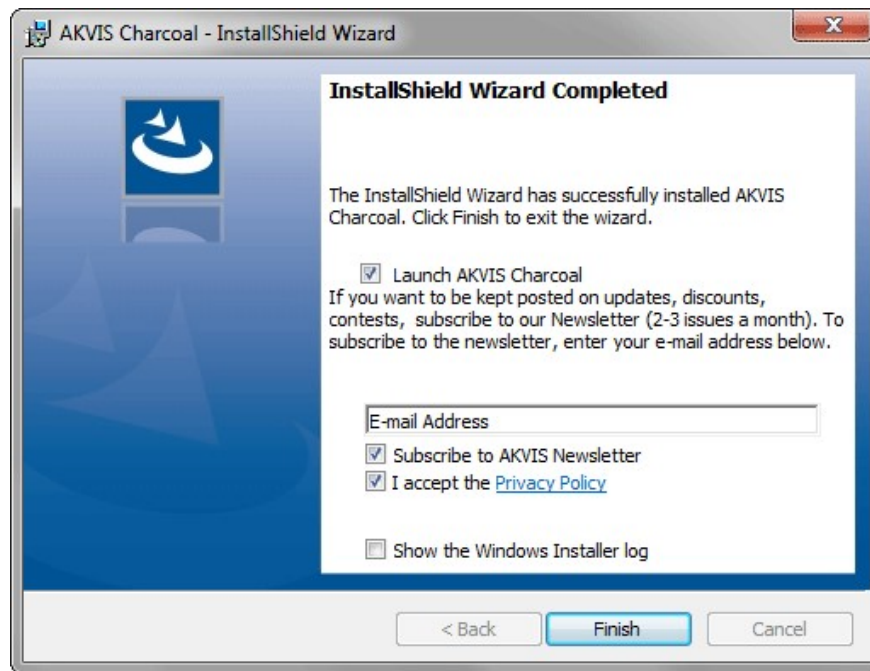 AKVIS Charcoal - InstallShield Wizard
InstallShield Wizard Completed
The InstallShield Wizard has successfully installed AKVIS
Charcoal. Click Finish to exit the wizard.
Launch AKVIS Charcoal
If you want to be kept posted on updates, discounts,
contests,  subscribe to our Newsletter (2-3 issues a month). To
subscribe to the newsletter, enter your e-mail address below.
E-mail Address
Subscribe to AKVIS Newsletter
I accept the Privacy Policy
Show the Windows Installer log
< Back
Finish
Cancel